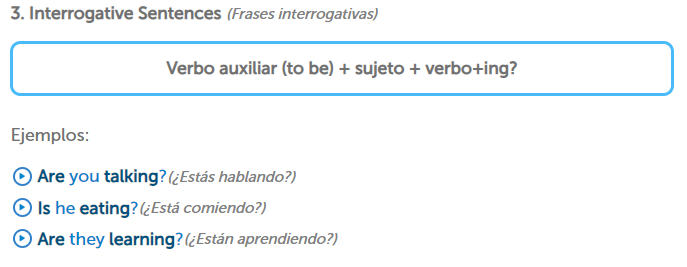 3. Interrogative Sentences (Frases interrogativas)
Verbo auxiliar (to be) + sujeto + verbo+ing?
Ejemplos:
Are you talking? (¿Estás hablando?)
Is he eating? (¿Está comiendo?)
Are they learning? (¿Están aprendiendo?)